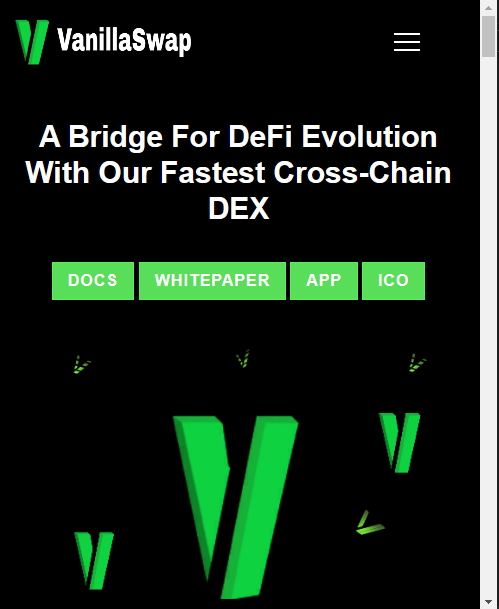 VanillaSwap
A Bridge For DeFi Evolution
With Our Fastest Cross-Chain
DEX
DOCS WHITEPAPER APP ICO